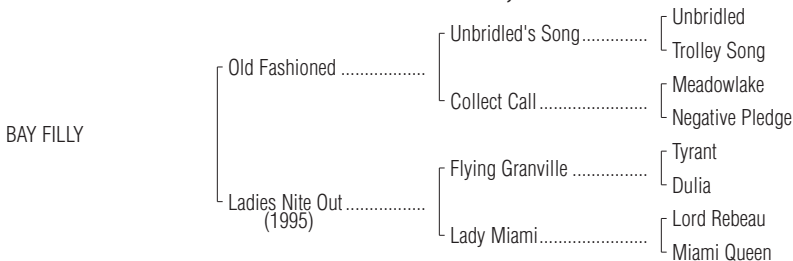 Unbridled
Unbridled's Song..............
Trolley Song
Old Fashioned ..................
Meadowlake
Collect Call.......................
Negative Pledge
BAY FILLY
Tyrant
Flying Granville ................
Dulia
Ladies Nite Out.................
(1995)
Lord Rebeau
Lady Miami.......................
Miami Queen